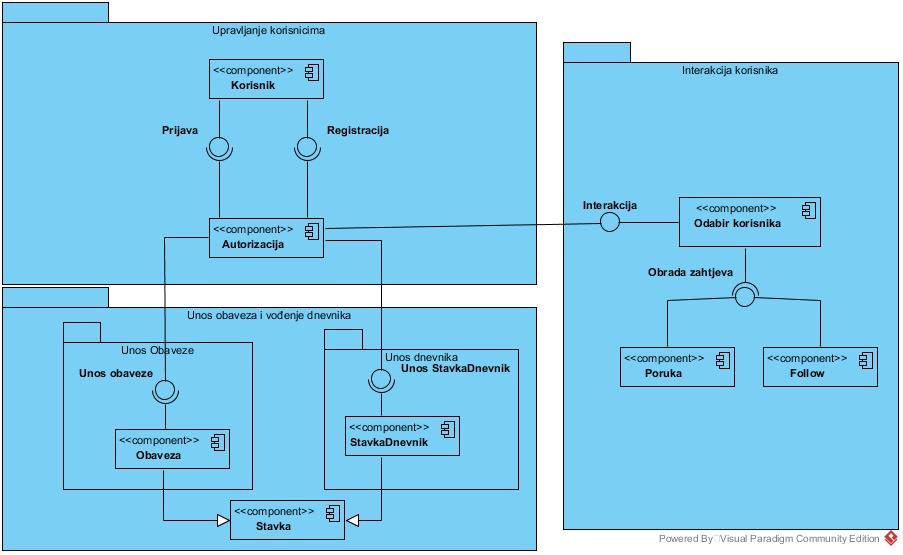 Upravljanje korisnicima
<<component>>
Korisnik
Prijava
Registracija
<<component>>
Autorizacija
Interakcija korisnika
Interakcija
<<component>>
Odabir korisnika
Obrada zahtjeva
<<component>>
Poruka
<<component>>
Follow
Unos obaveza i vođenje dnevnika
Unos Obaveze
Unos obaveze
<<component>>
Obaveza
Unos dnevnika
Unos StavkaDnevnik
<<component>>
StavkaDnevnik
<<component>>
Stavka
Powered By Visual Paradigm Community Edition